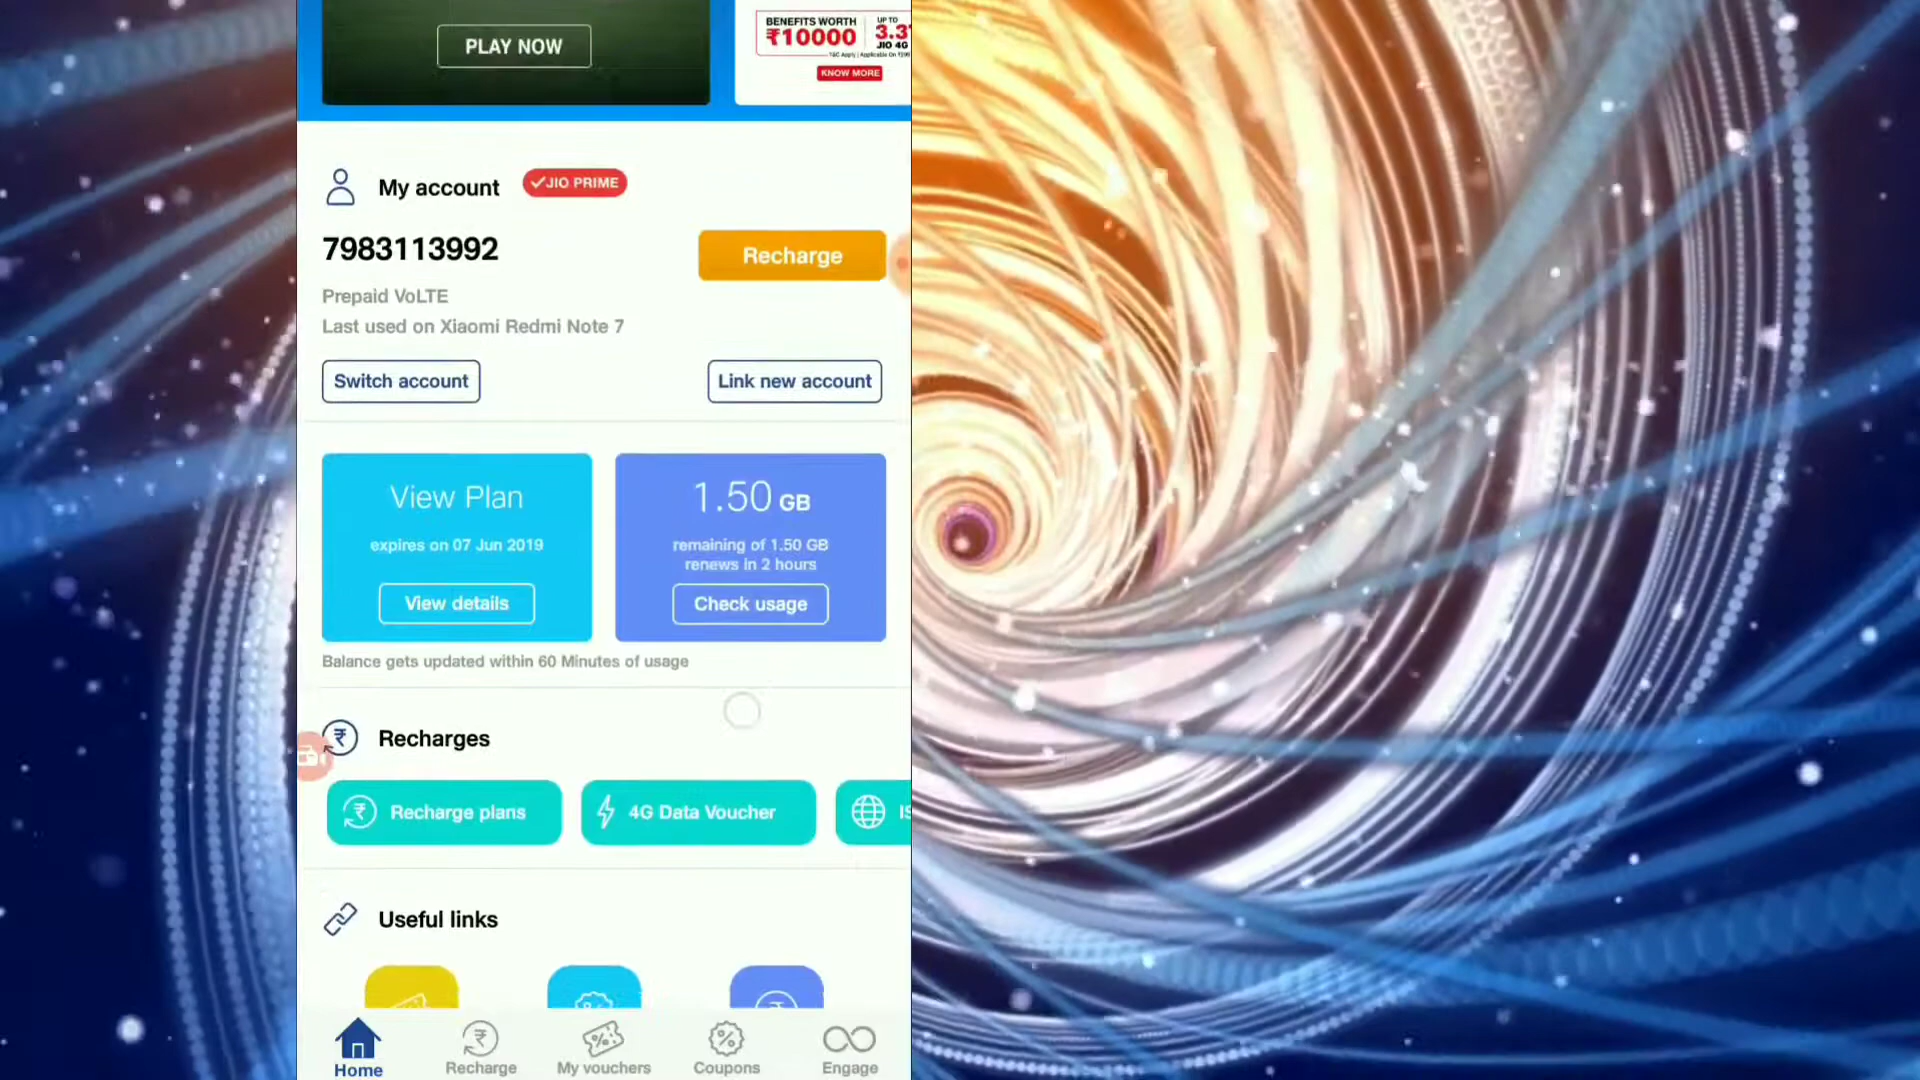 PLAY NOW
BENEFITS WORTH
₹10000
UP TO
JIO 4G
KNOW MORE
My account
JIO PRIME
7983113992
Recharge
Prepaid VoLTE
Last used on Xiaomi Redmi Note 7
Switch account
Link new account
View Plan
expires on 07 Jun 2019
View details
1.50 GB
remaining of 1.50 GB
renews in 2 hours
Check usage
Balance gets updated within 60 Minutes of usage
Recharges
Recharge plans
4G Data Voucher
Useful links
Home
Recharge
My vouchers
Coupons
Engage